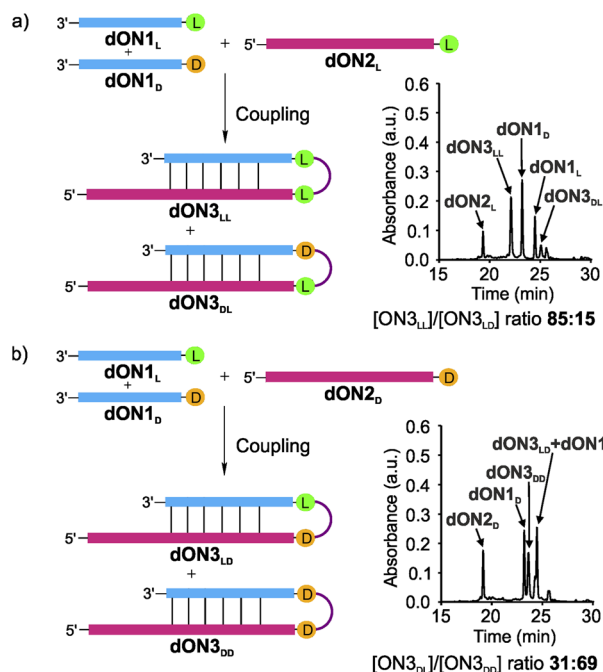 a)
3'- L
dON1L
+
3'- D
dON1D
+
5'- L
dON2L
Coupling
3'- L
5'- L
dON3LL
+
3'- D
5'- L
dON3DL
Absorbance (a.u.)
0.6
0.5
0.4
0.3
0.2
0.1
0.0
15 20 25 30
Time (min)
dON2L
dON3LL
dON1D
dON1L
dON3DL
[ON3LL]/[ON3LD] ratio 85:15
b)
3'- L
dON1L
+
3'- D
dON1D
+
5'- D
dON2D
Coupling
3'- L
5'- D
dON3LD
+
3'- D
5'- D
dON3DD
Absorbance (a.u.)
0.6
0.5
0.4
0.3
0.2
0.1
0.0
15 20 25 30
Time (min)
dON2D
dON1D
dON3DD
dON3LD+dON1
[ON3DL]/[ON3DD] ratio 31:69